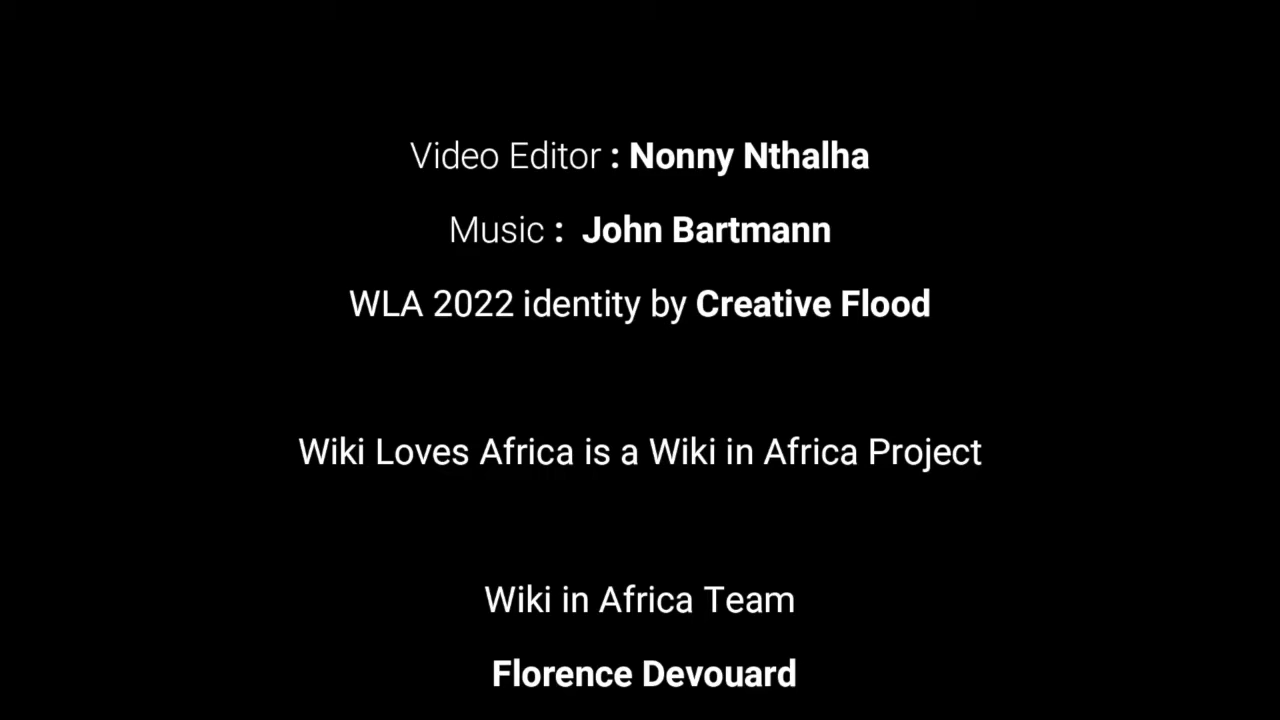 Video Editor : Nonny Nthalha
Music :  John Bartmann
WLA 2022 identity by Creative Flood
Wiki Loves Africa is a Wiki in Africa Project
Wiki in Africa Team
Florence Devouard